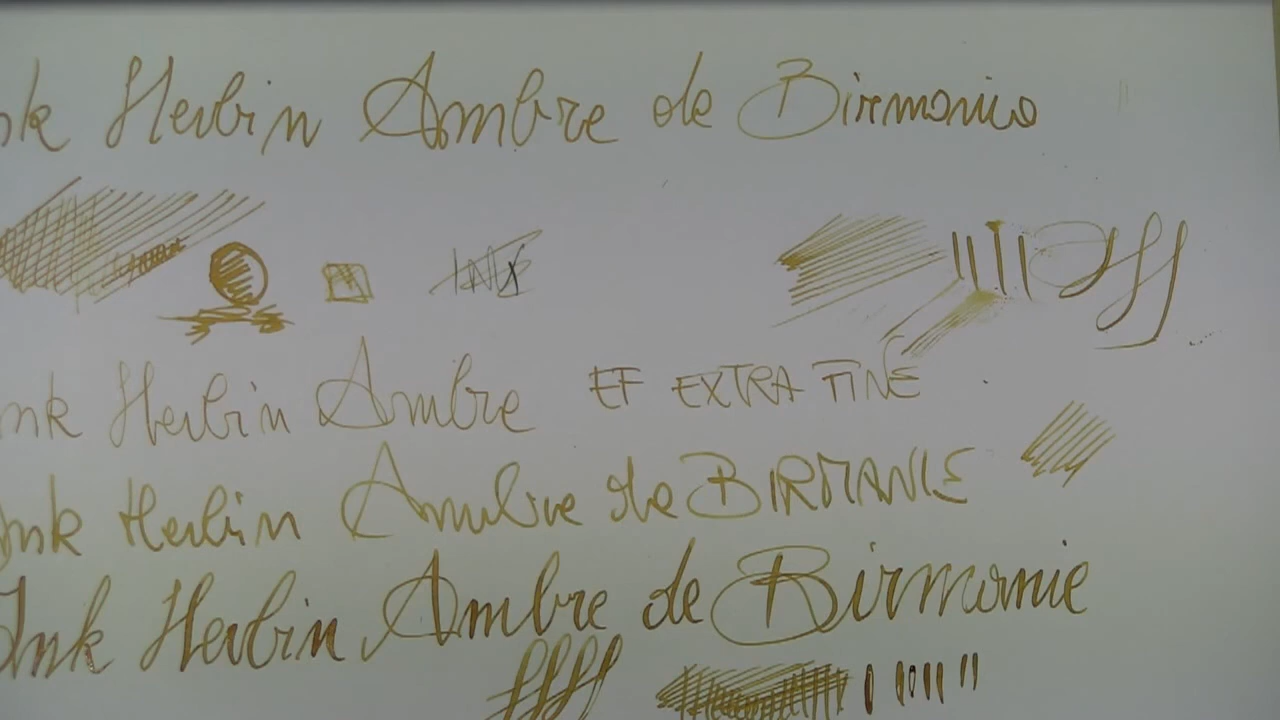 nk Herbin Ambre de Birmanie
INK
nk Herbin Ambre EF EXTRA FINE
Ink Herbin Ambre de BIRMANIE
Ink Herbin Ambre de Birmanie